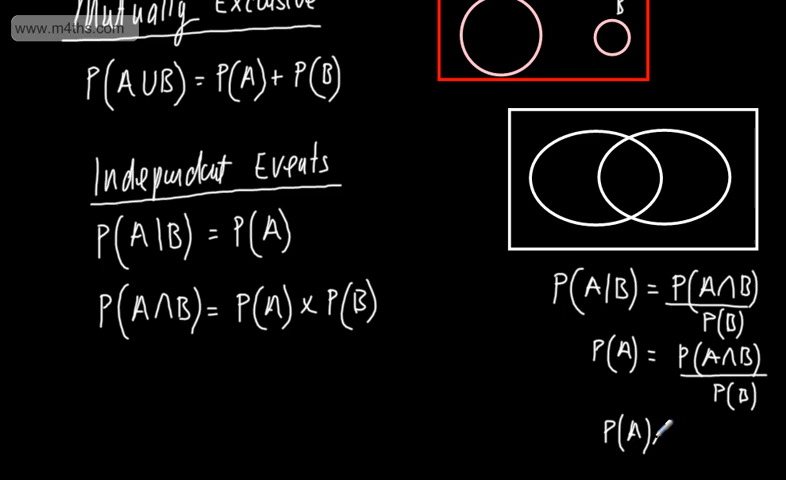 Mutually Exclusive
www.m4ths.com
B
P(A∪B) = P(A) + P(B)
Independent Events
P(A|B) = P(A)
P(A∩B) = P(A) × P(B)
P(A|B) = P(A∩B)
P(B)
P(A) = P(A∩B)
P(B)
P(A)